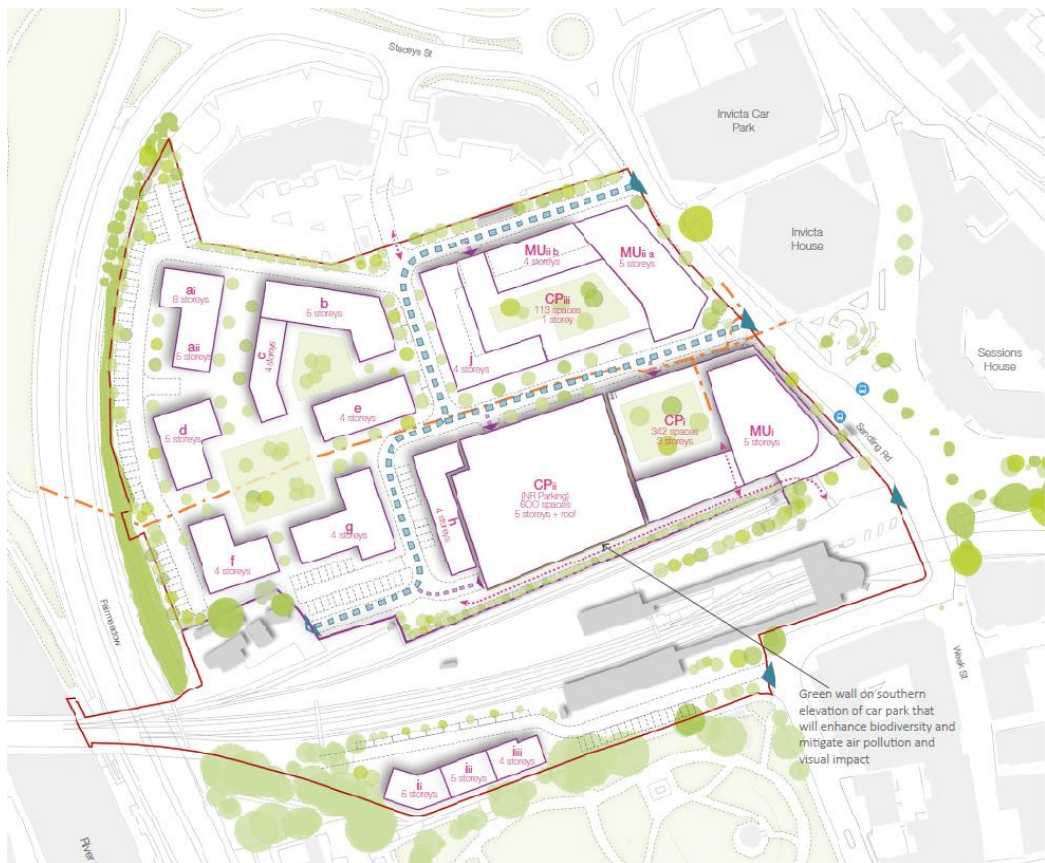 Staceys St
Invicta Car
Park
Invicta
House
Sessions
House
Sandling Rd
Week St
Fairmeadow
River
ai
8 storeys
aii
5 storeys
b
5 storeys
c
4 storeys
d
5 storeys
e
4 storeys
f
4 storeys
g
4 storeys
h
4 storeys
j
4 storeys
MUii b
4 storeys
MUii a
5 storeys
CPiii
113 spaces
1 storey
CPi
342 spaces
3 storeys
MUi
5 storeys
CPii
(NR Parking)
600 spaces
5 storeys + roof
Green wall on southern
elevation of car park that
will enhance biodiversity and
mitigate air pollution and
visual impact
ii
6 storeys
iii
5 storeys
iiii
4 storeys